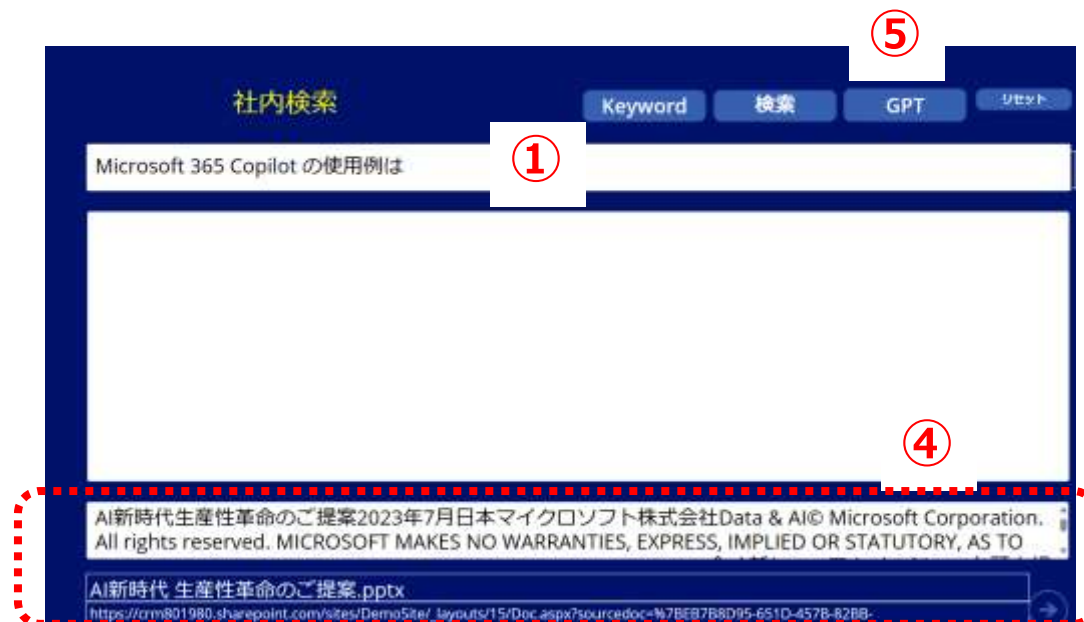 ⑤
社内検索 Keyword 検索 GPT リセット
Microsoft 365 Copilot の使用例は ①
④
AI新時代生産性革命のご提案2023年7月日本マイクロソフト株式会社Data & AI© Microsoft Corporation.
All rights reserved. MICROSOFT MAKES NO WARRANTIES, EXPRESS, IMPLIED OR STATUTORY, AS TO
AI新時代 生産性革命のご提案.pptx
https://crm801980.sharepoint.com/sites/DemoSite/_layouts/15/Doc.aspx?sourcedoc=%7BEB7B8D95-651D-457B-82BB-